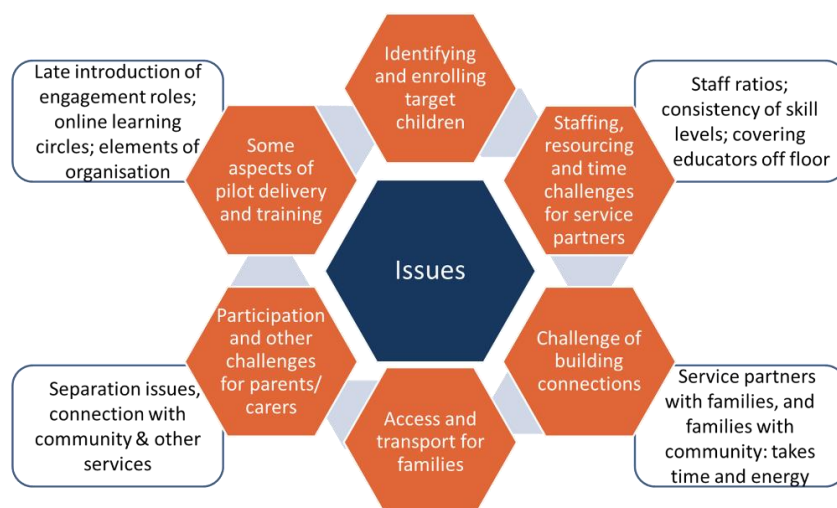 Identifying
and enrolling
target
children
Late introduction of
engagement roles;
online learning
circles; elements of
organisation
Some
aspects of
pilot delivery
and training
Staffing,
resourcing
and time
challenges
for service
partners
Staff ratios;
consistency of skill
levels; covering
educators off floor
Issues
Participation
and other
challenges
for parents/
carers
Separation issues,
connection with
community & other
services
Access and
transport for
families
Challenge of
building
connections
Service partners
with families, and
families with
community: takes
time and energy